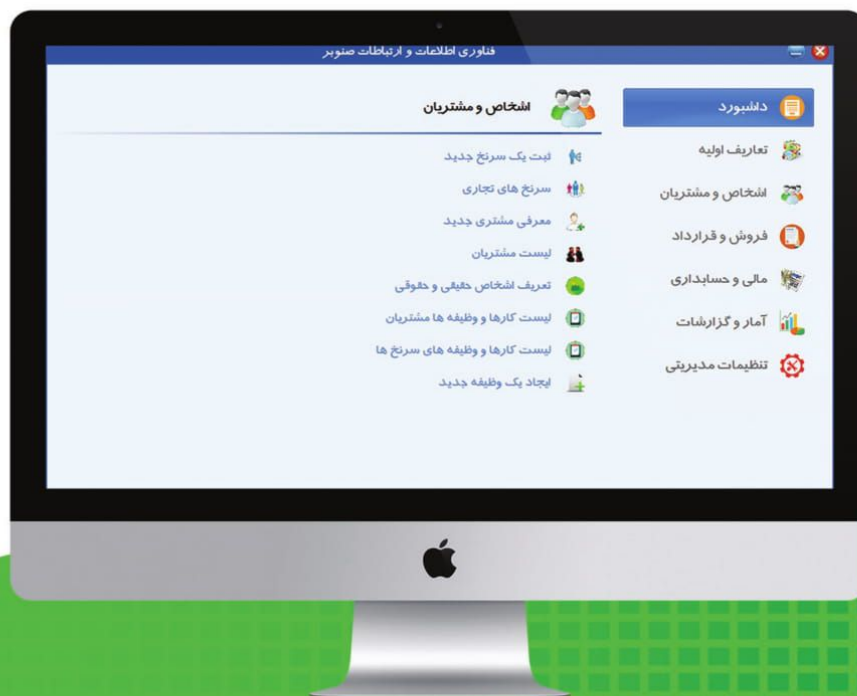 فناوری اطلاعات و ارتباطات صنوبر
داشبورد
تعاریف اولیه
اشخاص و مشتریان
فروش و قرارداد
مالی و حسابداری
آمار و گزارشات
تنظیمات مدیریتی
اشخاص و مشتریان
ثبت یک سرنخ جدید
سرنخ های تجاری
معرفی مشتری جدید
لیست مشتریان
تعریف اشخاص حقیقی و حقوقی
لیست کارها و وظیفه ها مشتریان
لیست کارها و وظیفه های سرنخ ها
ایجاد یک وظیفه جدید